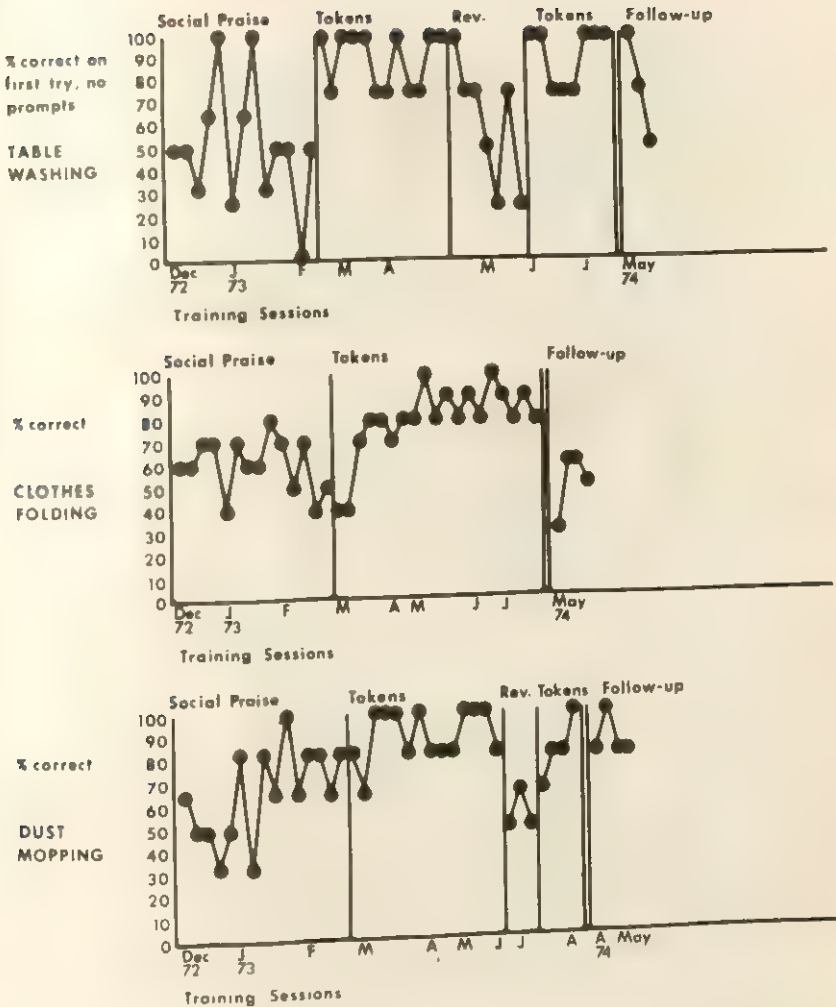 Social Praise Tokens Rev. Tokens Follow-up
% correct on
first try, no
prompts
TABLE
WASHING
100
90
80
70
60
50
40
30
20
10
0
Dec J F M A M J J May
72 73 74
Training Sessions
Social Praise Tokens Follow-up
% correct
CLOTHES
FOLDING
100
90
80
70
60
50
40
30
20
10
0
Dec J F M A M J J May
72 73 74
Training Sessions
Social Praise Tokens Rev. Tokens Follow-up
% correct
DUST
MOPPING
100
90
80
70
60
50
40
30
20
10
0
Dec J F M A M J J A A May
72 73 74
Training Sessions